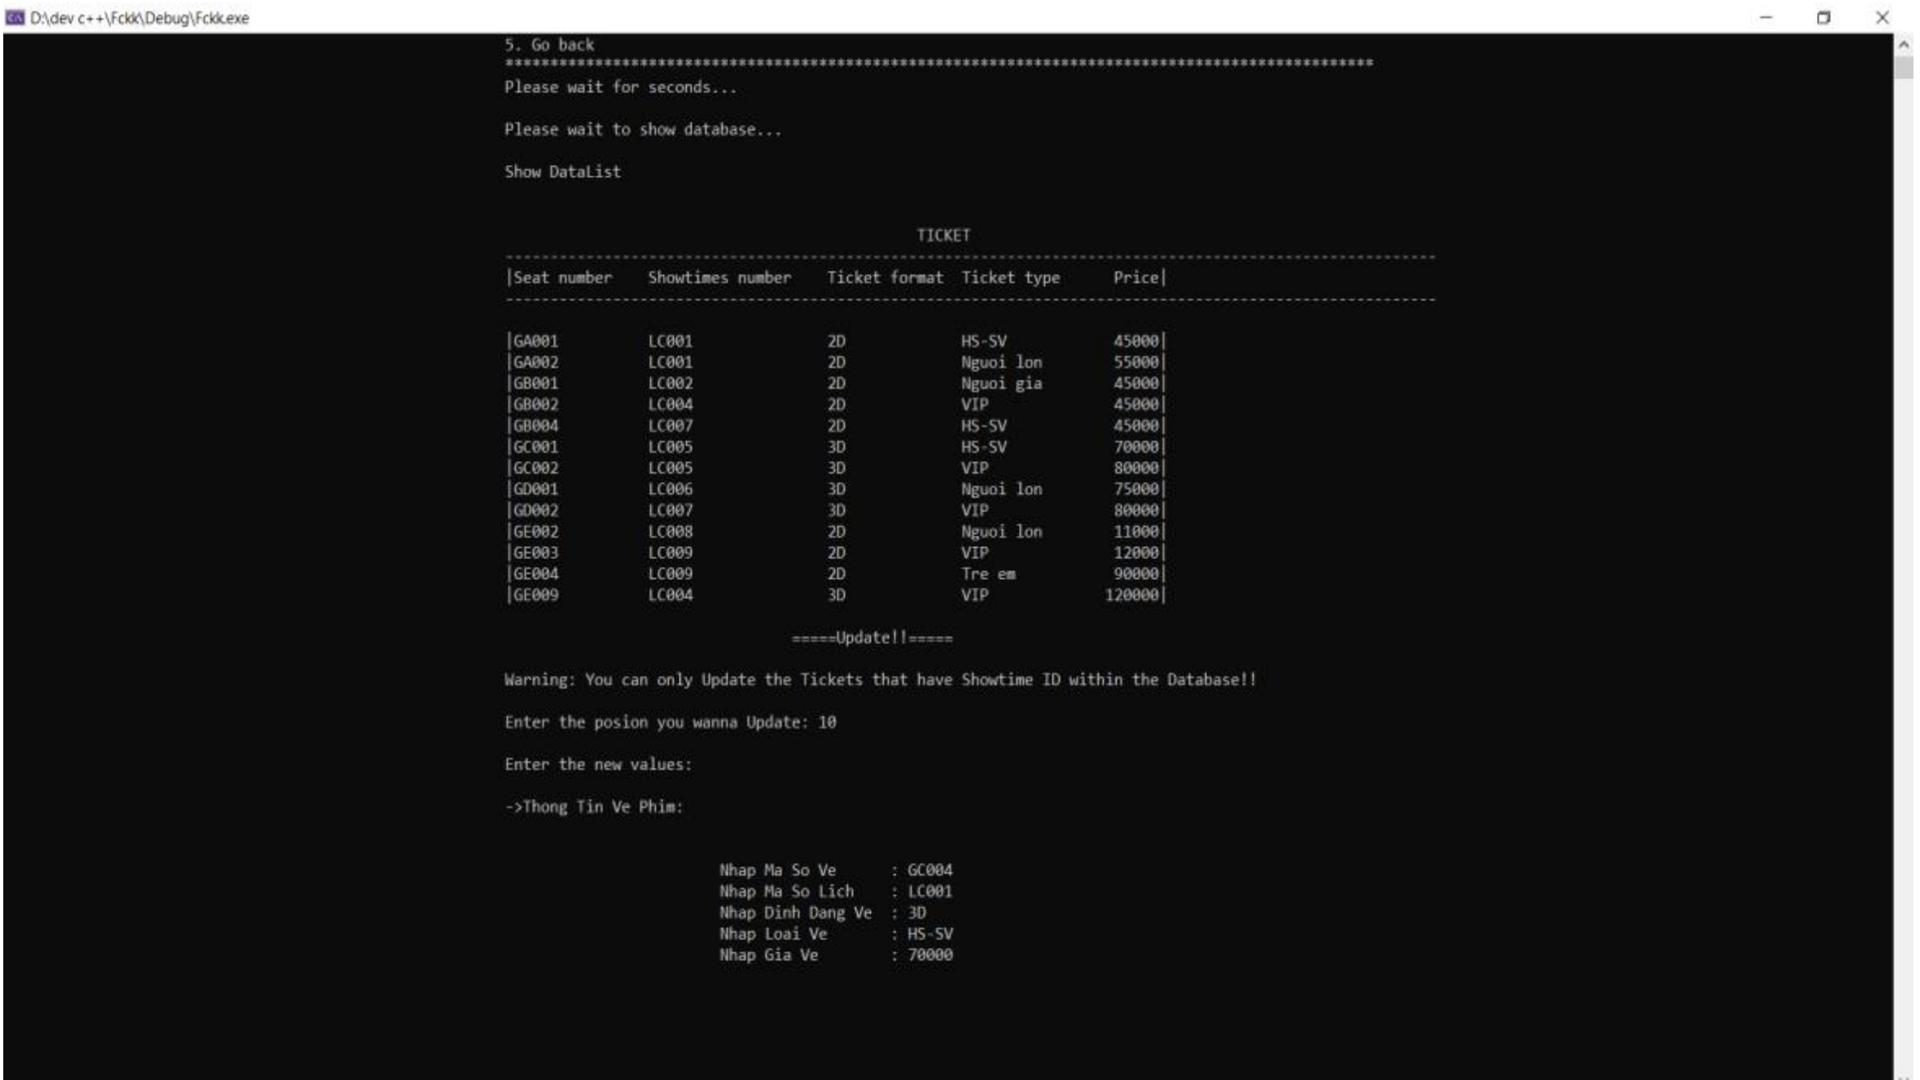 D:\dev c++\Fckk\Debug\Fckk.exe
5. Go back
*************************************************************************************************
Please wait for seconds...
Please wait to show database...
Show DataList
TICKET
--------------------------------------------------------------------------------------------------------
|Seat number    Showtimes number    Ticket format  Ticket type      Price|
--------------------------------------------------------------------------------------------------------
|GA001          LC001               2D             HS-SV            45000|
|GA002          LC001               2D             Nguoi lon        55000|
|GB001          LC002               2D             Nguoi gia        45000|
|GB002          LC004               2D             VIP              45000|
|GB004          LC007               2D             HS-SV            45000|
|GC001          LC005               3D             HS-SV            70000|
|GC002          LC005               3D             VIP              80000|
|GD001          LC006               3D             Nguoi lon        75000|
|GD002          LC007               3D             VIP              80000|
|GE002          LC008               2D             Nguoi lon        11000|
|GE003          LC009               2D             VIP              12000|
|GE004          LC009               2D             Tre em           90000|
|GE009          LC004               3D             VIP             120000|
=====Update!!=====
Warning: You can only Update the Tickets that have Showtime ID within the Database!!
Enter the posion you wanna Update: 10
Enter the new values:
->Thong Tin Ve Phim:
Nhap Ma So Ve      : GC004
Nhap Ma So Lich    : LC001
Nhap Dinh Dang Ve  : 3D
Nhap Loai Ve       : HS-SV
Nhap Gia Ve        : 70000